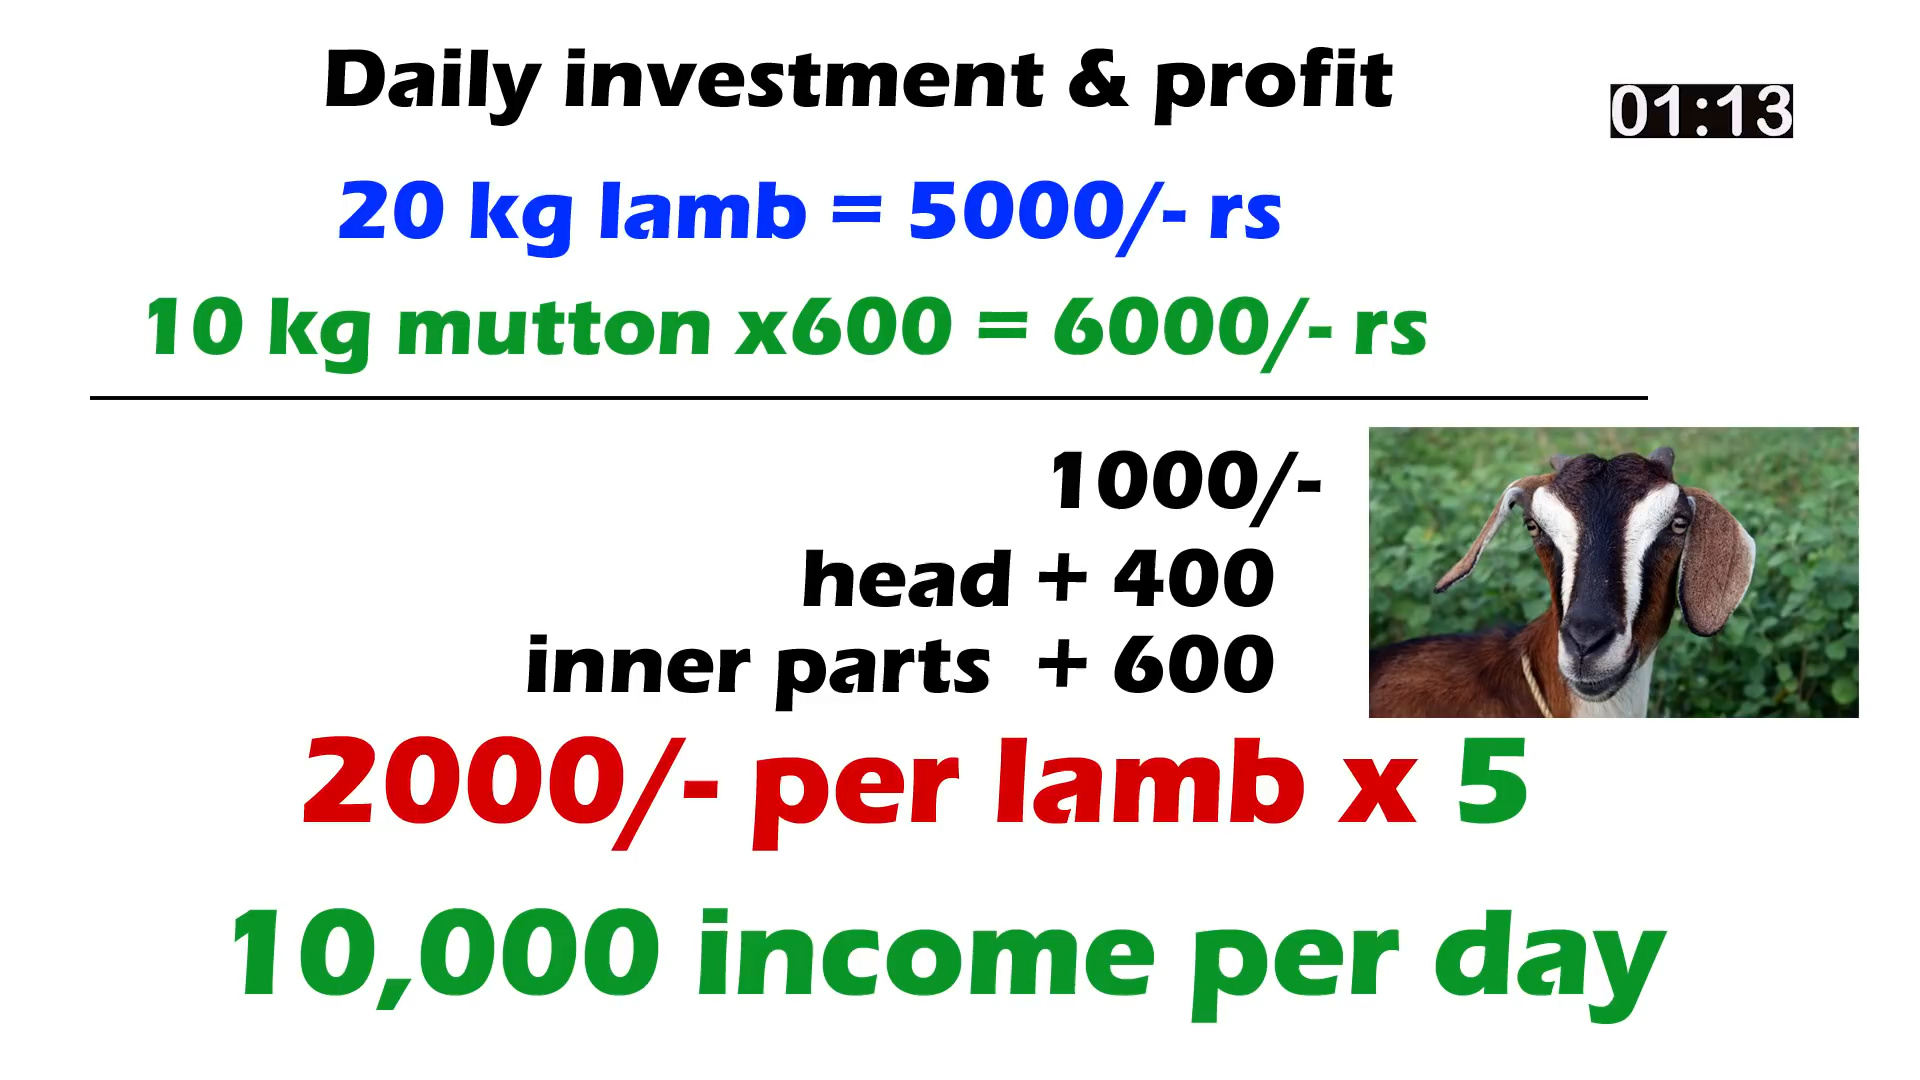 Daily investment & profit
01:13
20 kg lamb = 5000/- rs
10 kg mutton x600 = 6000/- rs
1000/-
head + 400
inner parts + 600
2000/- per lamb x 5
10,000 income per day